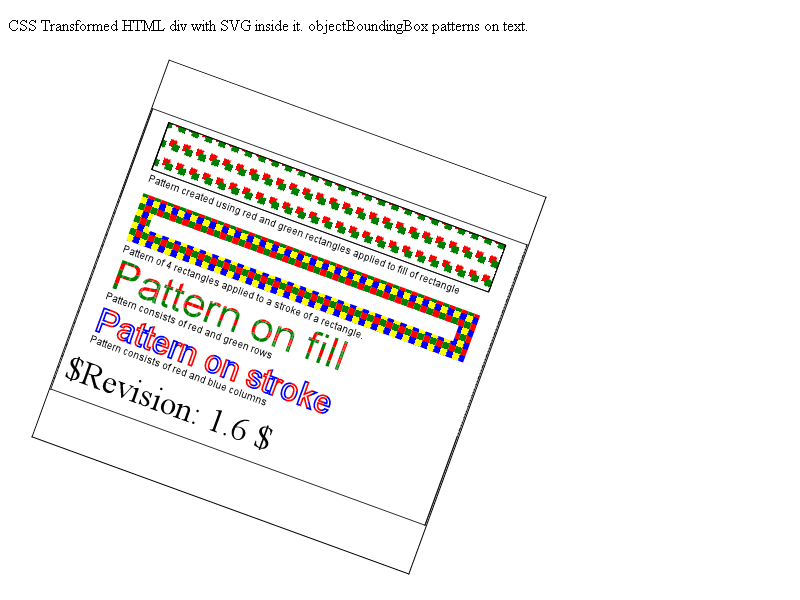 CSS Transformed HTML div with SVG inside it. objectBoundingBox patterns on text.
Pattern created using red and green rectangles applied to fill of rectangle
Pattern of 4 rectangles applied to a stroke of a rectangle.
Pattern on fill
Pattern consists of red and green rows
Pattern on stroke
Pattern consists of red and blue columns
$Revision: 1.6 $